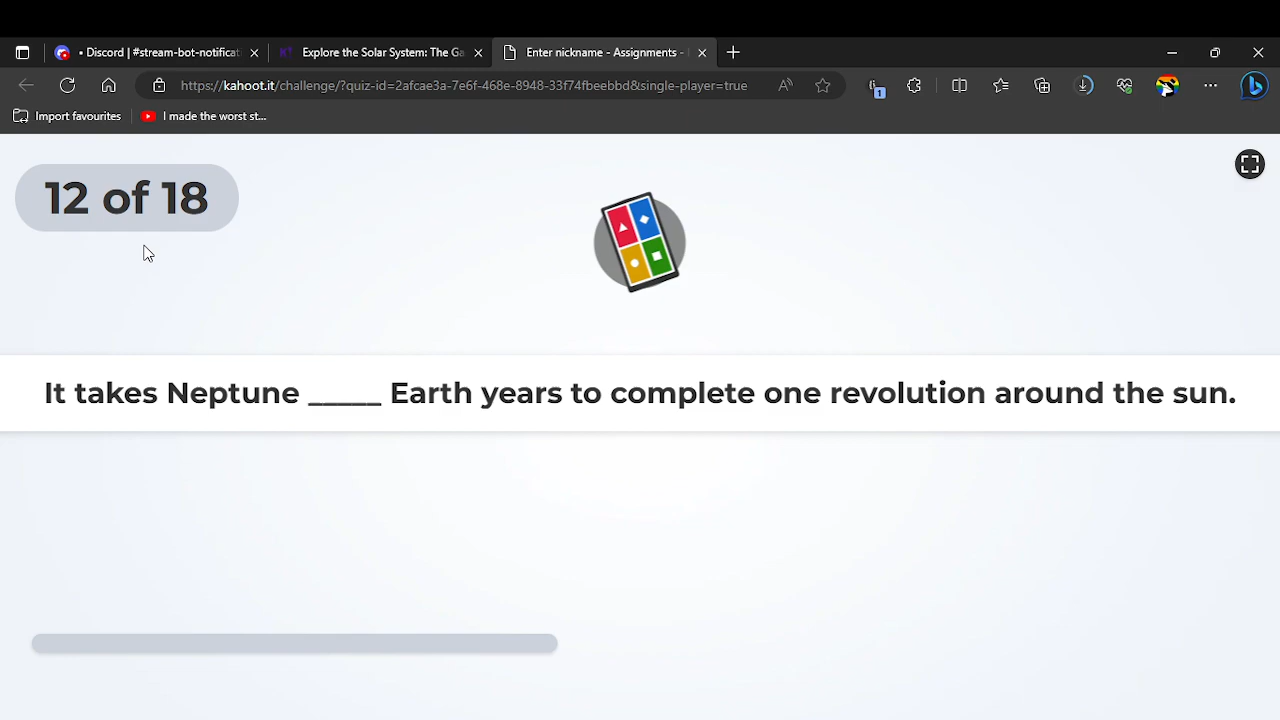 • Discord | #stream-bot-notificati
Explore the Solar System: The Ga
Enter nickname - Assignments -
https://kahoot.it/challenge/?quiz-id=2afcae3a-7e6f-468e-8948-33f74fbeebbd&single-player=true
1
Import favourites
I made the worst st...
12 of 18
It takes Neptune _____ Earth years to complete one revolution around the sun.